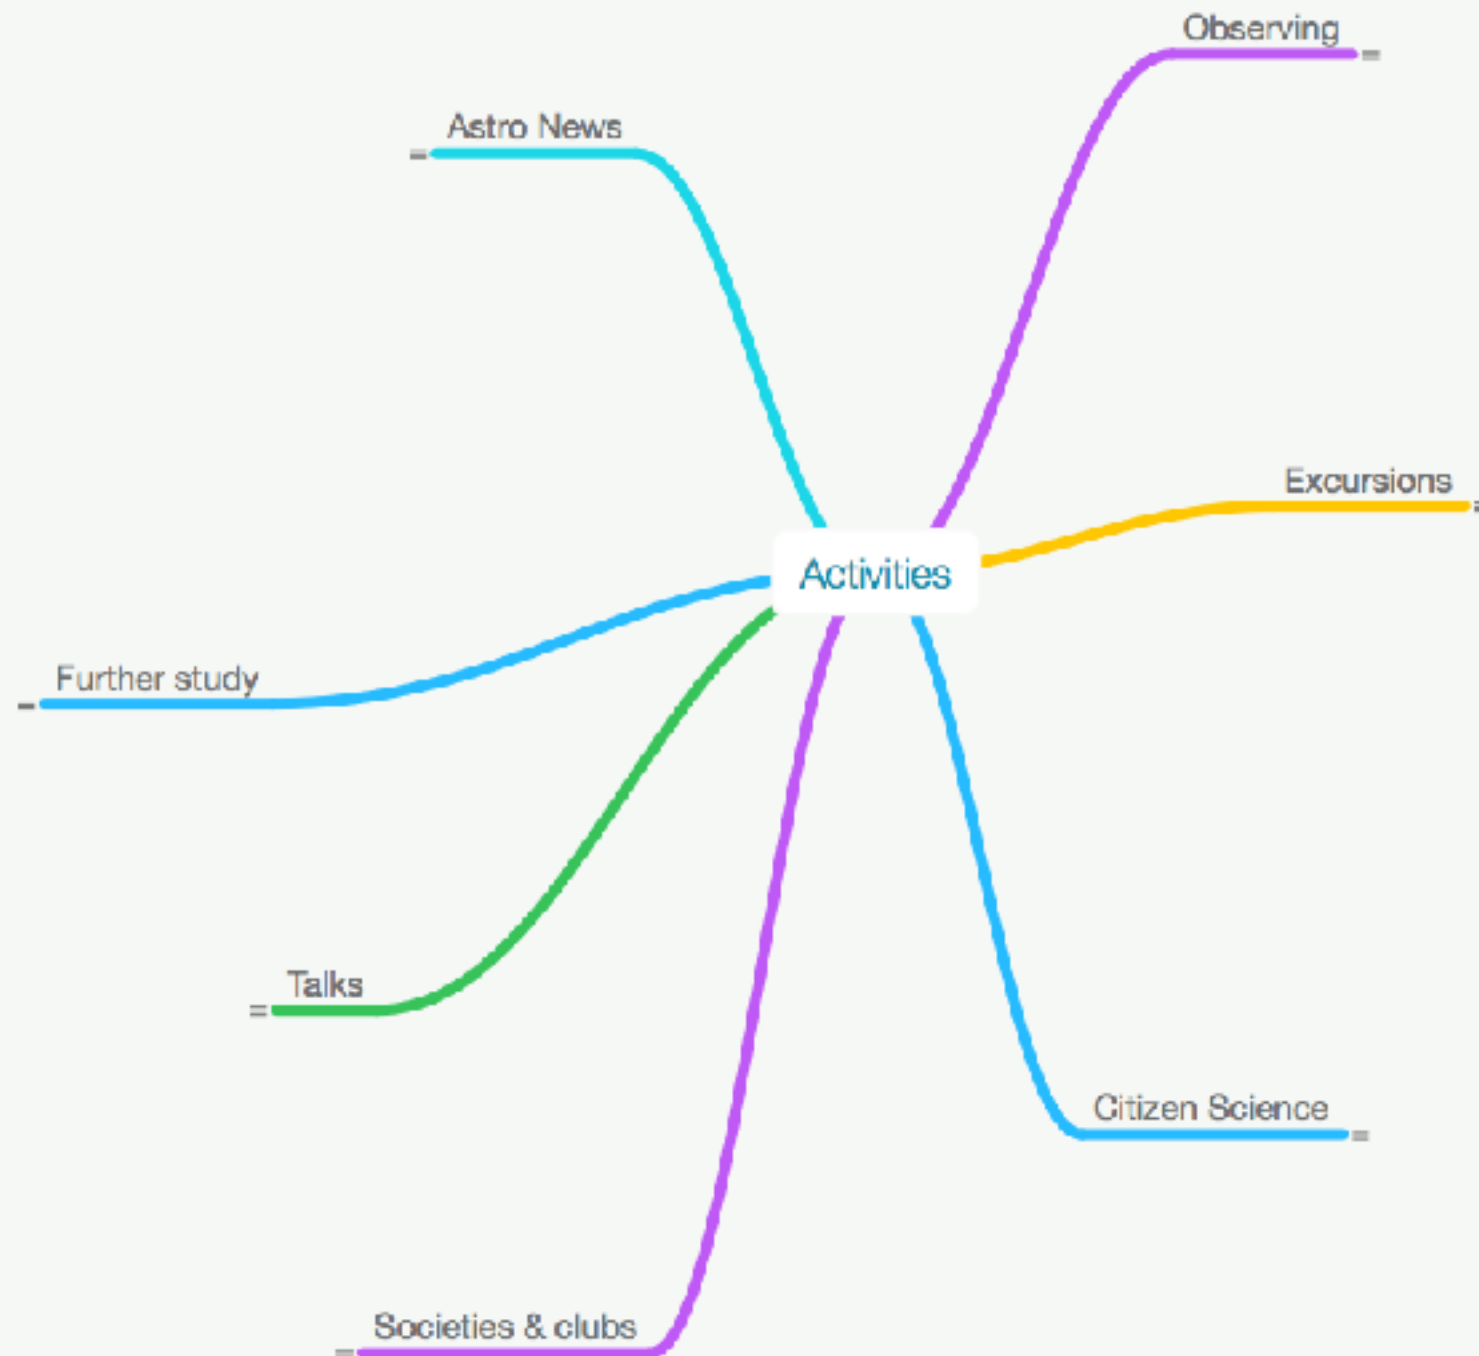 Observing
Astro News
Excursions
Activities
Further study
Talks
Citizen Science
Societies & clubs